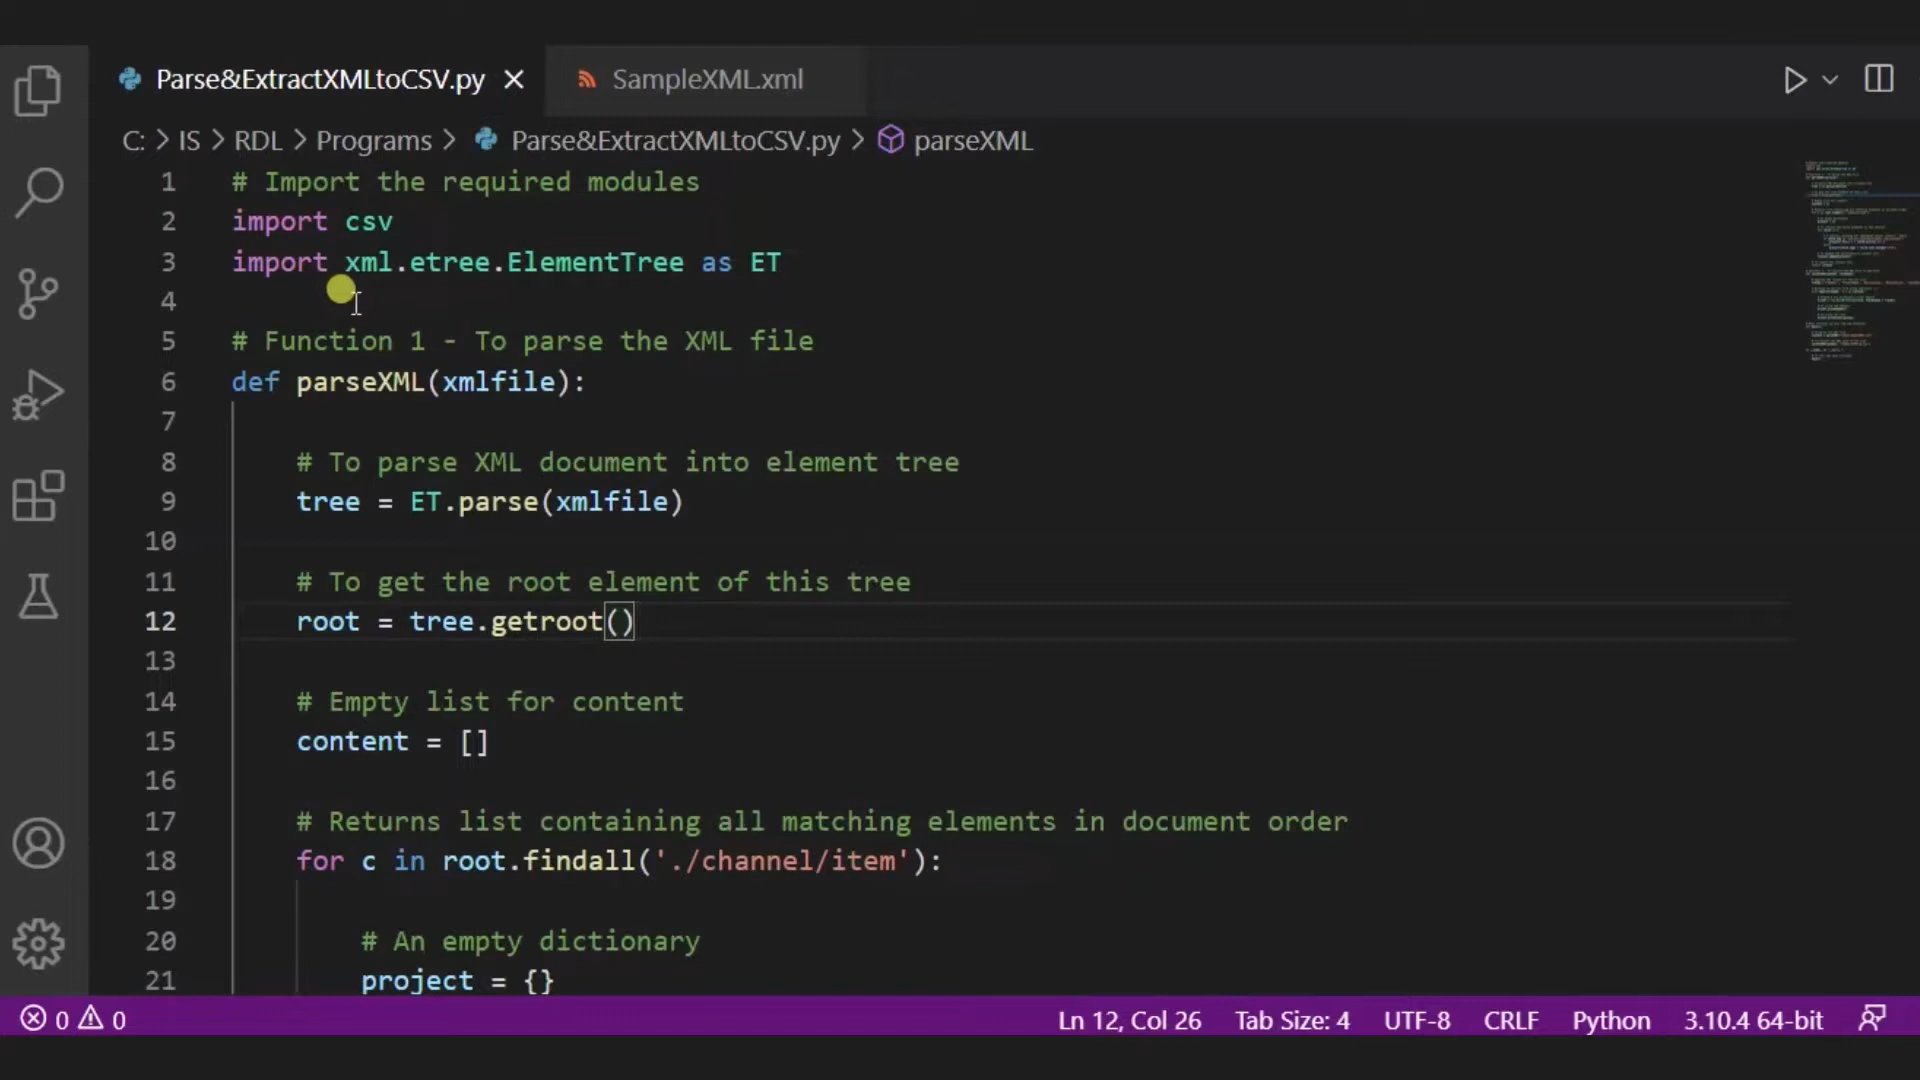 Parse&ExtractXMLtoCSV.py
SampleXML.xml
C: > IS > RDL > Programs > Parse&ExtractXMLtoCSV.py > parseXML
1 # Import the required modules
2 import csv
3 import xml.etree.ElementTree as ET
4
5 # Function 1 - To parse the XML file
6 def parseXML(xmlfile):
7
8 # To parse XML document into element tree
9 tree = ET.parse(xmlfile)
10
11 # To get the root element of this tree
12 root = tree.getroot()
13
14 # Empty list for content
15 content = []
16
17 # Returns list containing all matching elements in document order
18 for c in root.findall('./channel/item'):
19
20 # An empty dictionary
21 project = {}
0 0 Ln 12, Col 26 Tab Size: 4 UTF-8 CRLF Python 3.10.4 64-bit